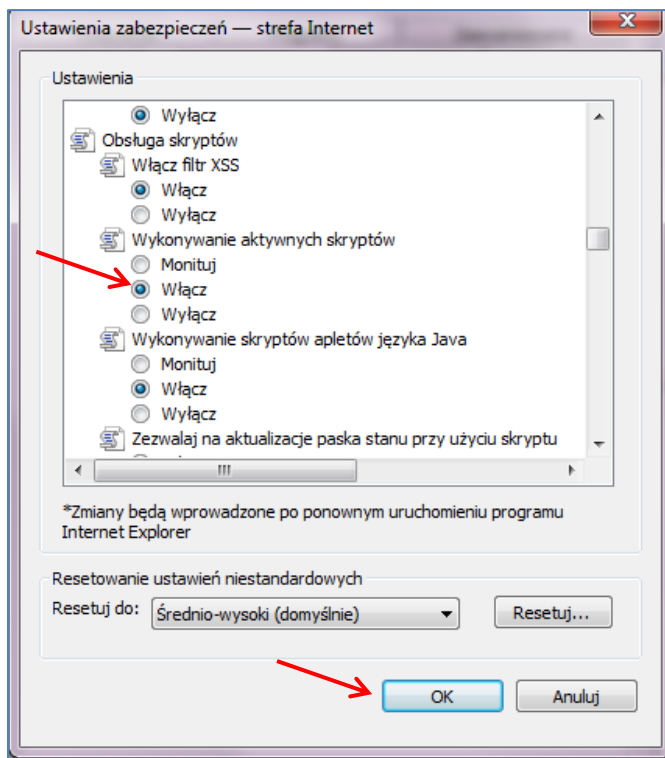 Ustawienia zabezpieczeń — strefa Internet
Ustawienia
Wyłącz
Obsługa skryptów
Włącz filtr XSS
Włącz
Wyłącz
Wykonywanie aktywnych skryptów
Monituj
Włącz
Wyłącz
Wykonywanie skryptów apletów języka Java
Monituj
Włącz
Wyłącz
Zezwalaj na aktualizacje paska stanu przy użyciu skryptu
*Zmiany będą wprowadzone po ponownym uruchomieniu programu
Internet Explorer
Resetowanie ustawień niestandardowych
Resetuj do: Średnio-wysoki (domyślnie) Resetuj...
OK Anuluj